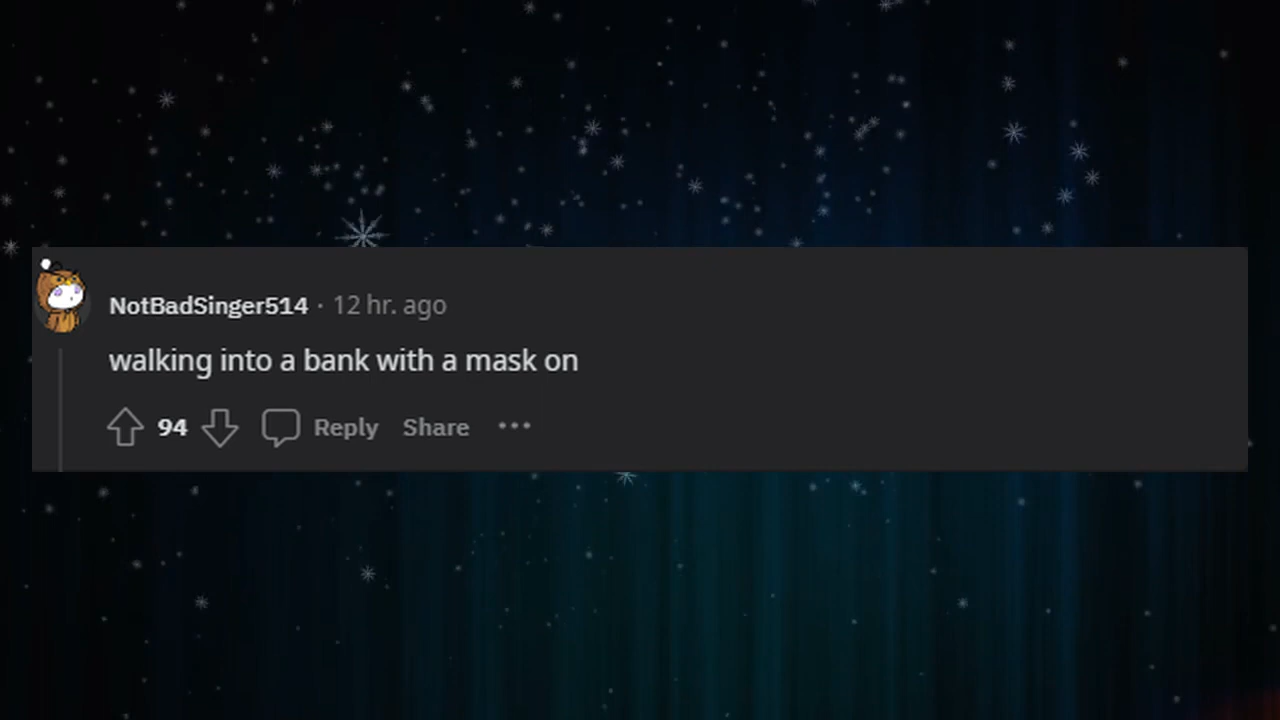 NotBadSinger514 · 12 hr. ago
walking into a bank with a mask on
94 Reply Share ···